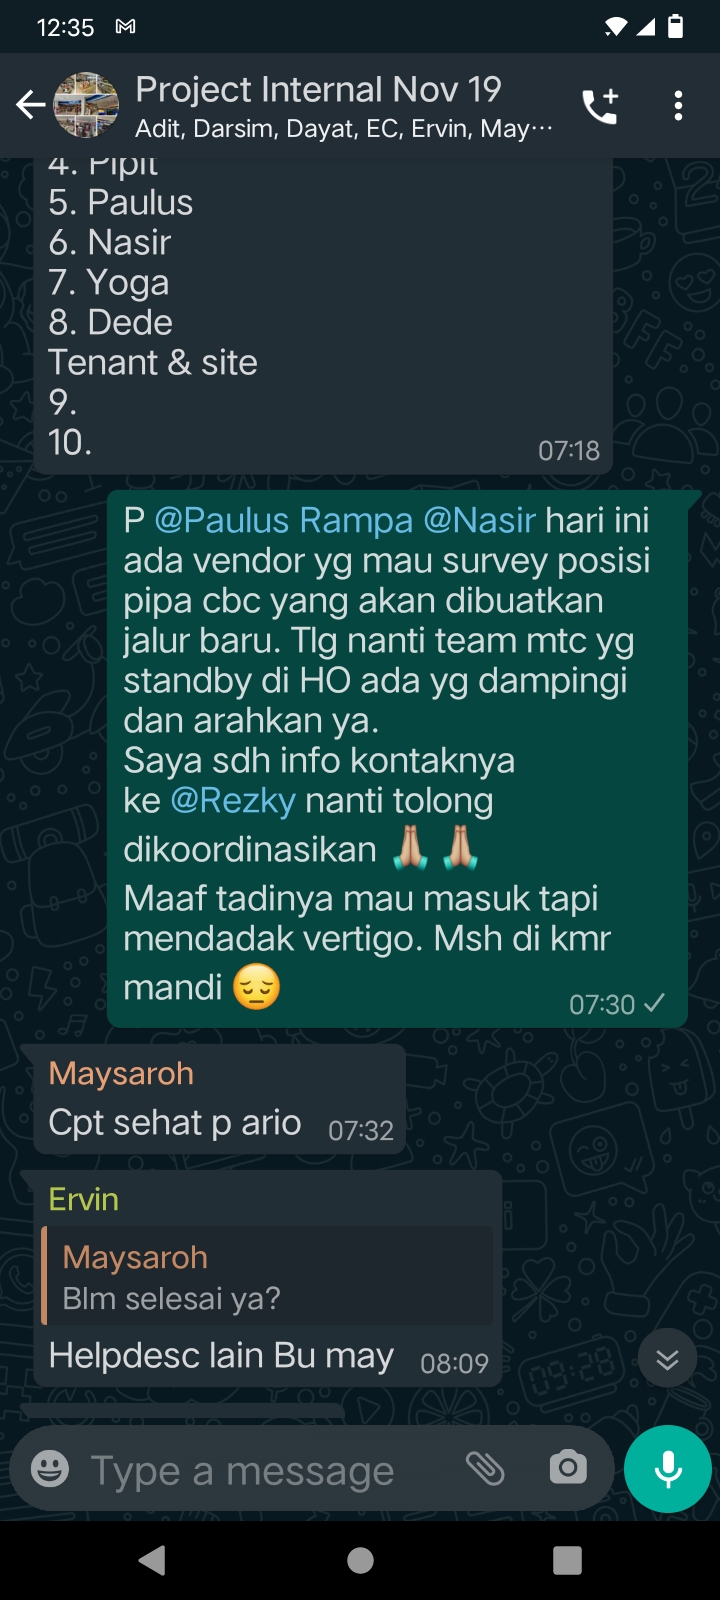 12:35
Project Internal Nov 19
Adit, Darsim, Dayat, EC, Ervin, May...
4. Pipit
5. Paulus
6. Nasir
7. Yoga
8. Dede
Tenant & site
9.
10.
07:18
P @Paulus Rampa @Nasir hari ini
ada vendor yg mau survey posisi
pipa cbc yang akan dibuatkan
jalur baru. Tlg nanti team mtc yg
standby di HO ada yg dampingi
dan arahkan ya.
Saya sdh info kontaknya
ke @Rezky nanti tolong
dikoordinasikan 🙏🏼 🙏🏼
Maaf tadinya mau masuk tapi
mendadak vertigo. Msh di kmr
mandi 😔
07:30
Maysaroh
Cpt sehat p ario 07:32
Ervin
Maysaroh
Blm selesai ya?
Helpdesc lain Bu may 08:09
Type a message